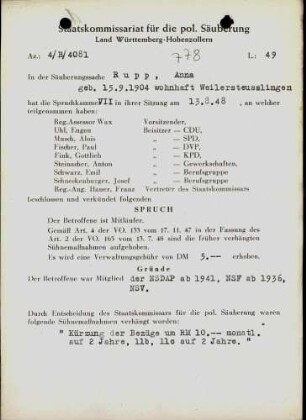 Staatskommissariat für die pol. Säuberung
Land Württemberg-Hohenzollern
Az.: 4/B/4081 778 L: 49
In der Säuberungssache Rupp, Anna
geb. 15.9.1904 wohnhaft Weilersteusslingen
hat die Spruchkammer VII in ihrer Sitzung am 13.8.48, an welcher
teilgenommen haben:
Reg.Assessor Wax Vorsitzender,
Uhl, Eugen Beisitzer — CDU,
Munch, Alois „ — SPD,
Fischer, Paul „ — DVP,
Fink, Gottlich „ — KPD,
Steinacher, Anton „ — Gewerkschaften,
Schwarz, Emil „ — Berufsgruppe
Schneckenburger, Josef „ — Berufsgruppe
Reg.-Ang. Hauer, Franz Vertreter des Staatskommissars
beschlossen und verkündet folgenden
SPRUCH
Der Betroffene ist Mitläufer.
Gemäß Art. 4 der VO. 133 vom 17. 11. 47 in der Fassung des
Art. 2 der VO. 165 vom 13. 7. 48 sind die früher verhängten
Sühnemaßnahmen aufgehoben.
Es wird eine Verwaltungsgebühr von DM 5.— erhoben.
Gründe
Der Betroffene war Mitglied der NSDAP ab 1941, NSF ab 1936,
NSV.
Durch Entscheidung des Staatskommissars für die pol. Säuberung waren
folgende Sühnemaßnahmen verhängt worden:
" Kürzung der Bezüge um RM 10.— monatl.
auf 2 Jahre, 11b, 11e auf 2 Jahre. "